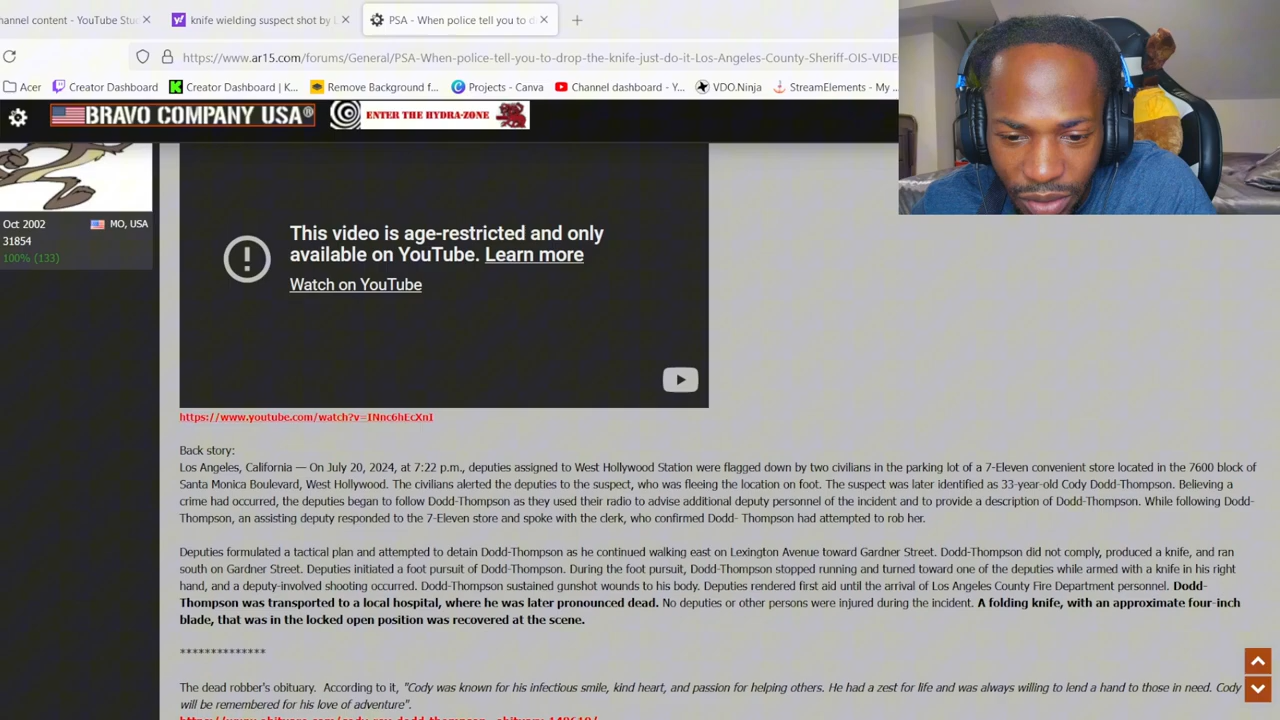 hannel content - YouTube Stu
knife wielding suspect shot by
PSA - When police tell you to d
https://www.ar15.com/forums/General/PSA-When-police-tell-you-to-drop-the-knife-just-do-it-Los-Angeles-County-Sheriff-OIS-VIDE
Acer
Creator Dashboard
Creator Dashboard | K...
Remove Background f...
Projects - Canva
Channel dashboard - Y...
VDO.Ninja
StreamElements - My ...
BRAVO COMPANY USA®
ENTER THE HYDRA-ZONE
Oct 2002
MO, USA
31854
100% (133)
This video is age-restricted and only
available on YouTube. Learn more
Watch on YouTube
https://www.youtube.com/watch?v=INnc6hEcXnI
Back story:
Los Angeles, California — On July 20, 2024, at 7:22 p.m., deputies assigned to West Hollywood Station were flagged down by two civilians in the parking lot of a 7-Eleven convenient store located in the 7600 block of
Santa Monica Boulevard, West Hollywood. The civilians alerted the deputies to the suspect, who was fleeing the location on foot. The suspect was later identified as 33-year-old Cody Dodd-Thompson. Believing a
crime had occurred, the deputies began to follow Dodd-Thompson as they used their radio to advise additional deputy personnel of the incident and to provide a description of Dodd-Thompson. While following Dodd-
Thompson, an assisting deputy responded to the 7-Eleven store and spoke with the clerk, who confirmed Dodd- Thompson had attempted to rob her.
Deputies formulated a tactical plan and attempted to detain Dodd-Thompson as he continued walking east on Lexington Avenue toward Gardner Street. Dodd-Thompson did not comply, produced a knife, and ran
south on Gardner Street. Deputies initiated a foot pursuit of Dodd-Thompson. During the foot pursuit, Dodd-Thompson stopped running and turned toward one of the deputies while armed with a knife in his right
hand, and a deputy-involved shooting occurred. Dodd-Thompson sustained gunshot wounds to his body. Deputies rendered first aid until the arrival of Los Angeles County Fire Department personnel. Dodd-
Thompson was transported to a local hospital, where he was later pronounced dead. No deputies or other persons were injured during the incident. A folding knife, with an approximate four-inch
blade, that was in the locked open position was recovered at the scene.
**************
The dead robber's obituary. According to it, "Cody was known for his infectious smile, kind heart, and passion for helping others. He had a zest for life and was always willing to lend a hand to those in need. Cody
will be remembered for his love of adventure".